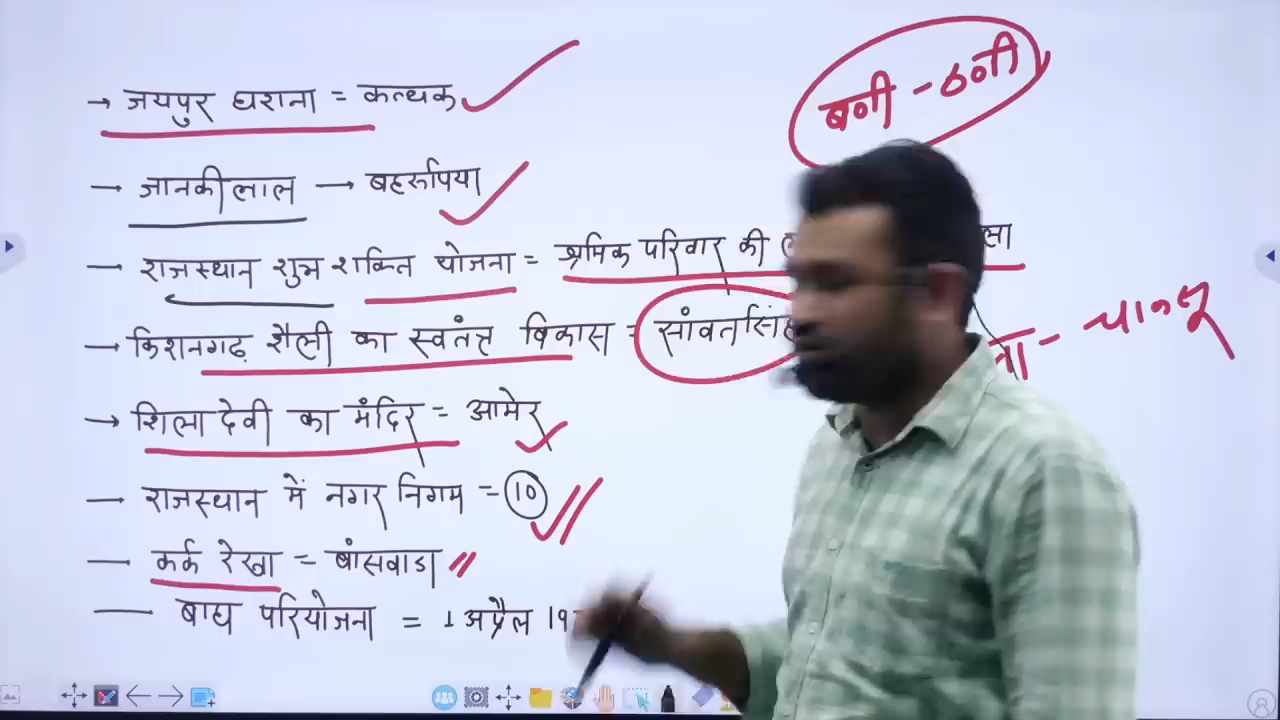 बणी - ठणी
→ जयपुर घराना = कत्थक
→ जानकीलाल → बहरूपिया
→ राजस्थान शुभ शक्ति योजना = श्रमिक परिवार की
→ किशनगढ़ शैली का स्वतंत्र विकास = सांवतसिंह
- चाकसू
→ शिला देवी का मंदिर = आमेर
— राजस्थान में नगर निगम = 10
— कर्क रेखा = बांसवाडा
— बाघ परियोजना = 1 अप्रैल